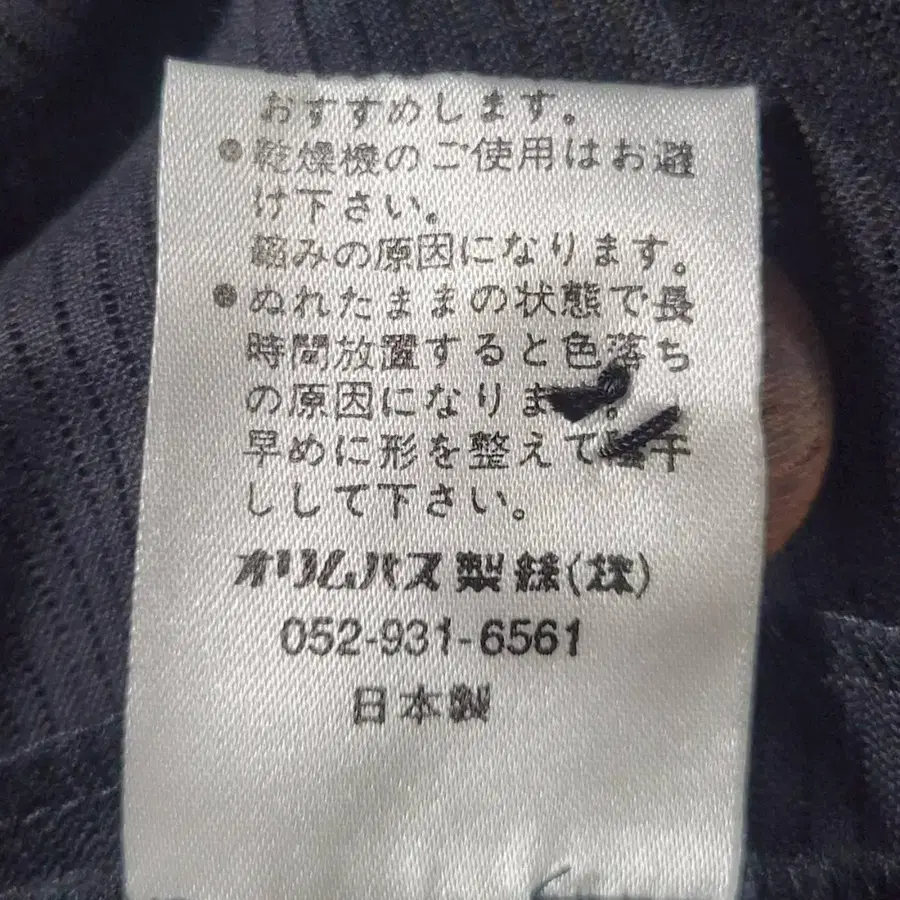 おすすめします。
●乾燥機のご使用はお避
け下さい。
縮みの原因になります。
●ぬれたままの状態で長
時間放置すると色落ち
の原因になりま。
早めに形を整えて陰干
しして下さい。
オリムパス製絲(株)
052-931-6561
日本製